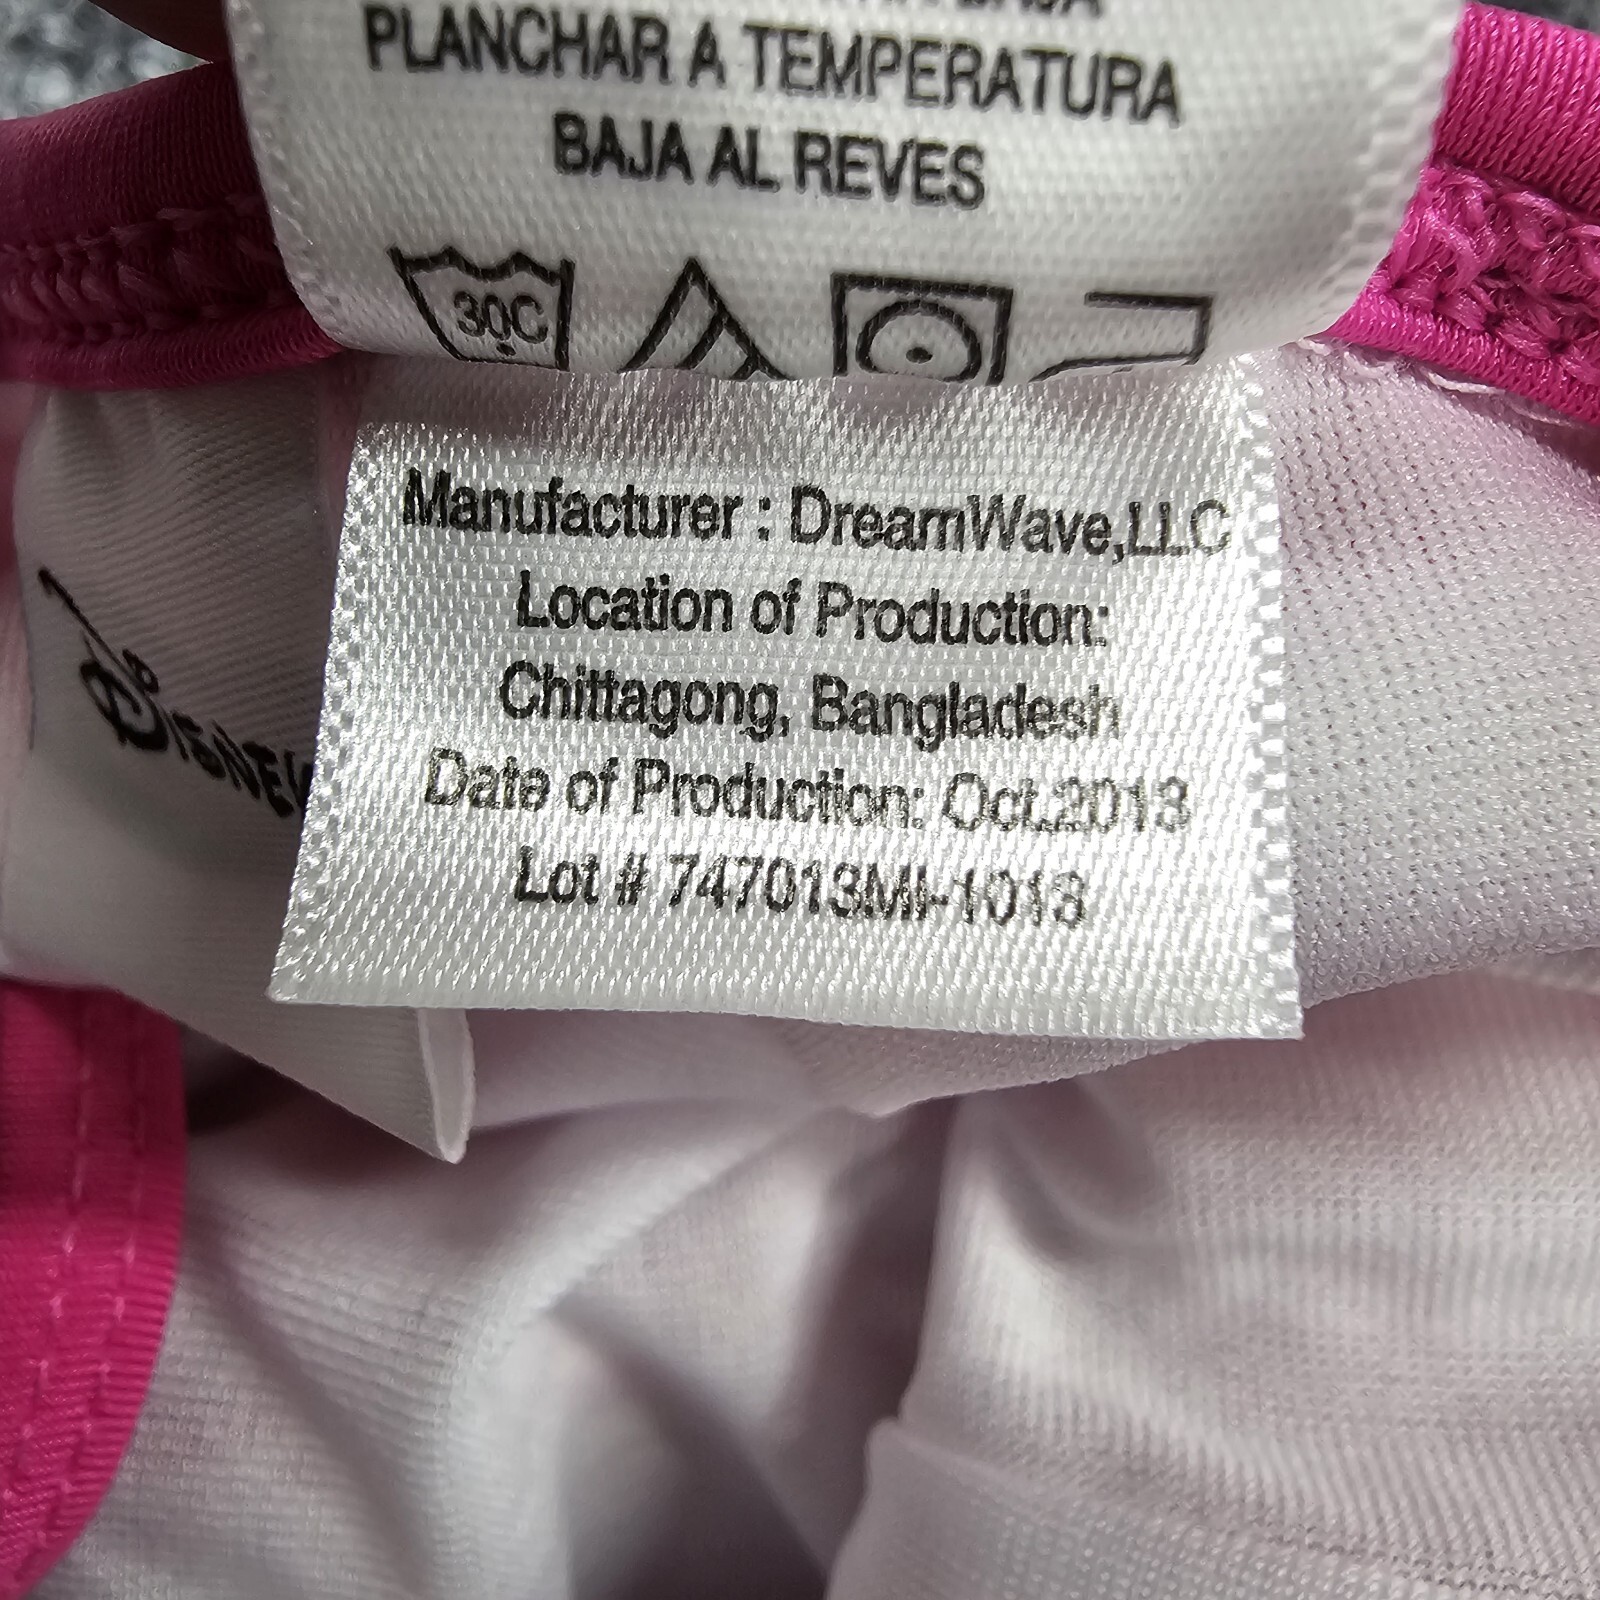 PLANCHAR A TEMPERATURA
BAJA AL REVES
30C
Manufacturer : DreamWave,LLC
Location of Production:
Chittagong, Bangladesh
Date of Production: Oct.2013
Lot # 747013MI-1013
DISNEY